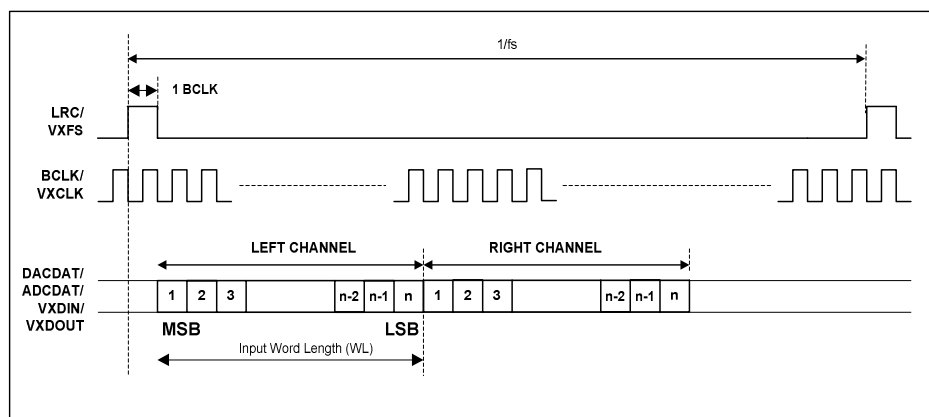 1/fs
1 BCLK
LRC/
VXFS
BCLK/
VXCLK
LEFT CHANNEL RIGHT CHANNEL
DACDAT/
ADCDAT/
VXDIN/
VXDOUT
1 2 3 n-2 n-1 n 1 2 3 n-2 n-1 n
MSB LSB
Input Word Length (WL)